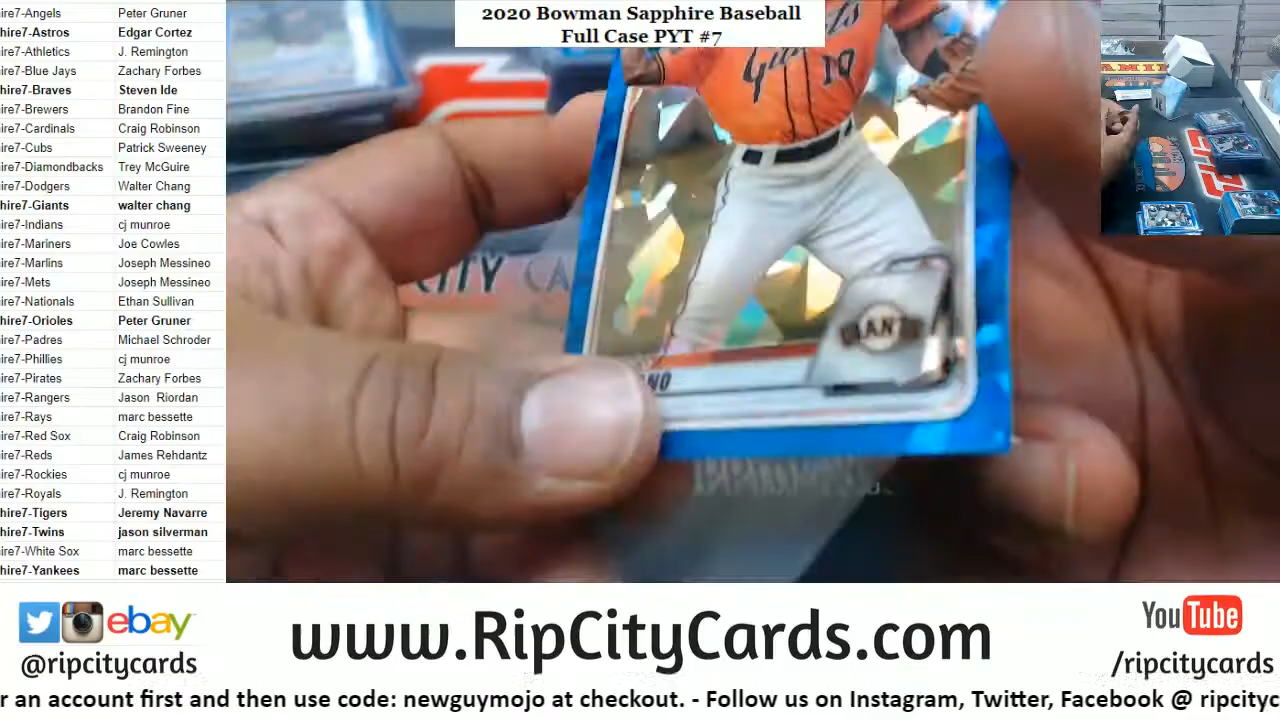 2020 Bowman Sapphire Baseball
Full Case PYT #7
ire7-Angels Peter Gruner
hire7-Astros Edgar Cortez
ire7-Athletics J. Remington
ire7-Blue Jays Zachary Forbes
hire7-Braves Steven Ide
ire7-Brewers Brandon Fine
ire7-Cardinals Craig Robinson
ire7-Cubs Patrick Sweeney
ire7-Diamondbacks Trey McGuire
ire7-Dodgers Walter Chang
hire7-Giants walter chang
ire7-Indians cj munroe
ire7-Mariners Joe Cowles
ire7-Marlins Joseph Messineo
ire7-Mets Joseph Messineo
ire7-Nationals Ethan Sullivan
hire7-Orioles Peter Gruner
ire7-Padres Michael Schroder
ire7-Phillies cj munroe
ire7-Pirates Zachary Forbes
ire7-Rangers Jason Riordan
ire7-Rays marc bessette
ire7-Red Sox Craig Robinson
ire7-Reds James Rehdantz
ire7-Rockies cj munroe
ire7-Royals J. Remington
hire7-Tigers Jeremy Navarre
hire7-Twins jason silverman
ire7-White Sox marc bessette
hire7-Yankees marc bessette
19
ITY CA
IANT
ANO
ebay
@ripcitycards
www.RipCityCards.com
YouTube
/ripcitycards
r an account first and then use code: newguymojo at checkout. - Follow us on Instagram, Twitter, Facebook @ ripcityc